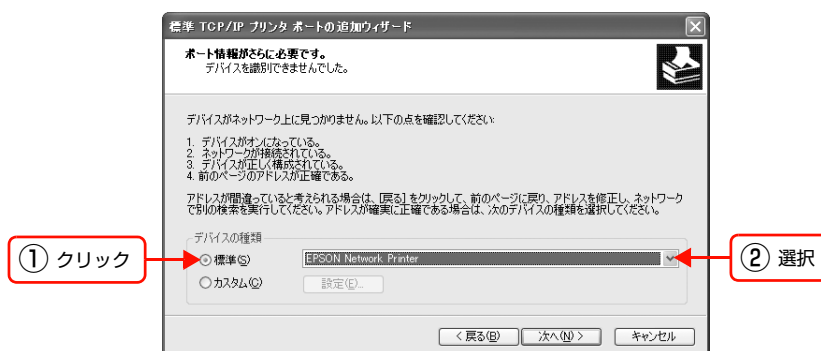 標準 TCP/IP プリンタ ポートの追加ウィザード
ポート情報がさらに必要です。
デバイスを識別できませんでした。
デバイスがネットワーク上に見つかりません。以下の点を確認してください:
1. デバイスがオンになっている。
2. ネットワークが接続されている。
3. デバイスが正しく構成されている。
4. 前のページのアドレスが正確である。
アドレスが間違っていると考えられる場合は、[戻る] をクリックして、前のページに戻り、アドレスを修正し、ネットワーク
で別の検索を実行してください。アドレスが確実に正確である場合は、次のデバイスの種類を選択してください。
デバイスの種類
① クリック
標準(S)
EPSON Network Printer
② 選択
カスタム(C)
設定(E)...
< 戻る(B)
次へ(N) >
キャンセル